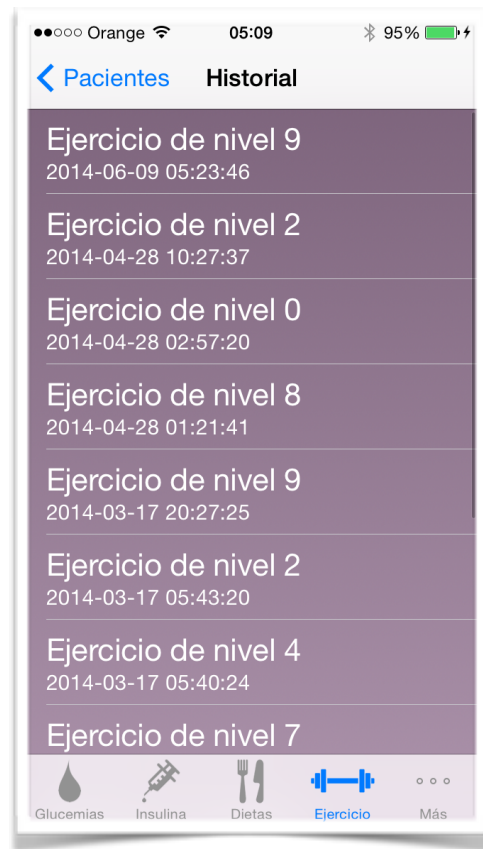 Orange 05:09 95%
Pacientes Historial
Ejercicio de nivel 9
2014-06-09 05:23:46
Ejercicio de nivel 2
2014-04-28 10:27:37
Ejercicio de nivel 0
2014-04-28 02:57:20
Ejercicio de nivel 8
2014-04-28 01:21:41
Ejercicio de nivel 9
2014-03-17 20:27:25
Ejercicio de nivel 2
2014-03-17 05:43:20
Ejercicio de nivel 4
2014-03-17 05:40:24
Ejercicio de nivel 7
Glucemias Insulina Dietas Ejercicio Más